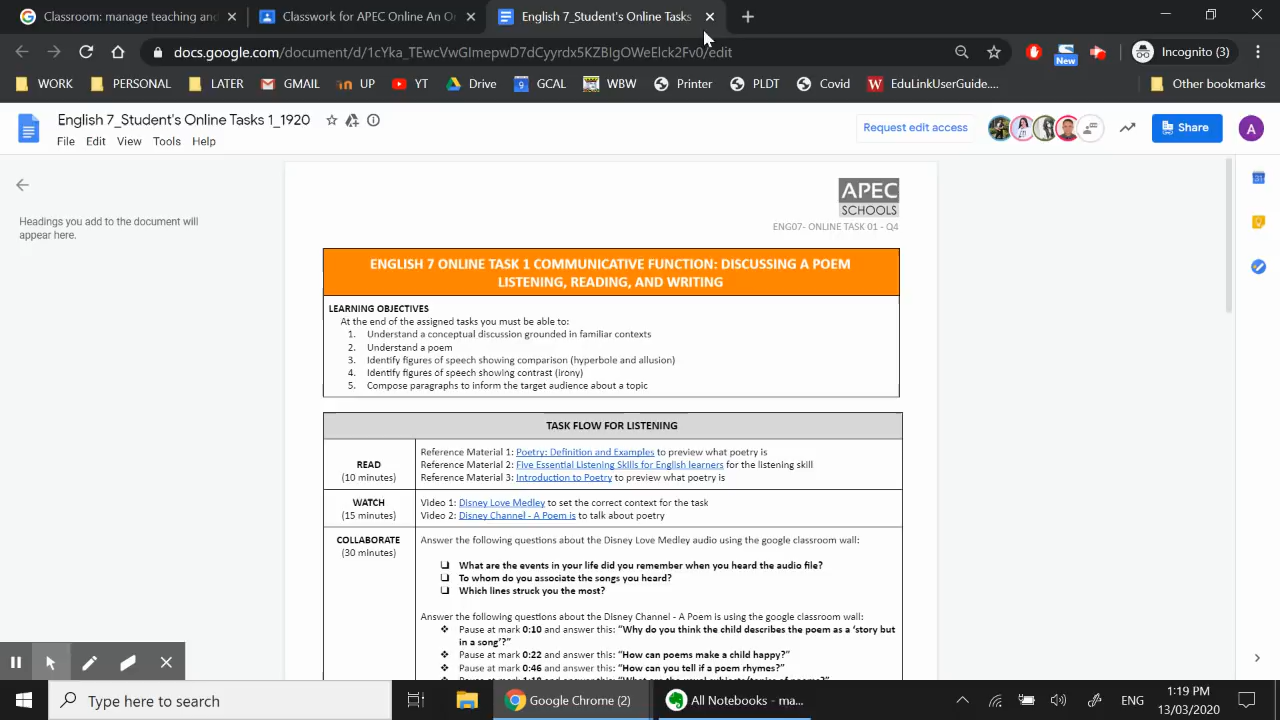 Classroom: manage teaching and
Classwork for APEC Online An O
English 7_Student's Online Tasks
docs.google.com/document/d/1cYka_TEwcVwGImepwD7dCyyrdx5KZBIgOWeElck2Fv0/edit
New
Incognito (3)
WORK
PERSONAL
LATER
GMAIL
UP
YT
Drive
GCAL
WBW
Printer
PLDT
Covid
EduLinkUserGuide....
Other bookmarks
English 7_Student's Online Tasks 1_1920
File Edit View Tools Help
Request edit access
Share
A
Headings you add to the document will
appear here.
APEC
SCHOOLS
ENG07- ONLINE TASK 01 - Q4
ENGLISH 7 ONLINE TASK 1 COMMUNICATIVE FUNCTION: DISCUSSING A POEM
LISTENING, READING, AND WRITING
LEARNING OBJECTIVES
At the end of the assigned tasks you must be able to:
1. Understand a conceptual discussion grounded in familiar contexts
2. Understand a poem
3. Identify figures of speech showing comparison (hyperbole and allusion)
4. Identify figures of speech showing contrast (irony)
5. Compose paragraphs to inform the target audience about a topic
TASK FLOW FOR LISTENING
READ
(10 minutes)
Reference Material 1: Poetry: Definition and Examples to preview what poetry is
Reference Material 2: Five Essential Listening Skills for English learners for the listening skill
Reference Material 3: Introduction to Poetry to preview what poetry is
WATCH
(15 minutes)
Video 1: Disney Love Medley to set the correct context for the task
Video 2: Disney Channel - A Poem is to talk about poetry
COLLABORATE
(30 minutes)
Answer the following questions about the Disney Love Medley audio using the google classroom wall:
❑ What are the events in your life did you remember when you heard the audio file?
❑ To whom do you associate the songs you heard?
❑ Which lines struck you the most?
Answer the following questions about the Disney Channel - A Poem is using the google classroom wall:
❖ Pause at mark 0:10 and answer this: "Why do you think the child describes the poem as a 'story but
in a song'?"
❖ Pause at mark 0:22 and answer this: "How can poems make a child happy?"
❖ Pause at mark 0:46 and answer this: "How can you tell if a poem rhymes?"
Type here to search
Google Chrome (2)
All Notebooks - ma...
ENG
1:19 PM
13/03/2020